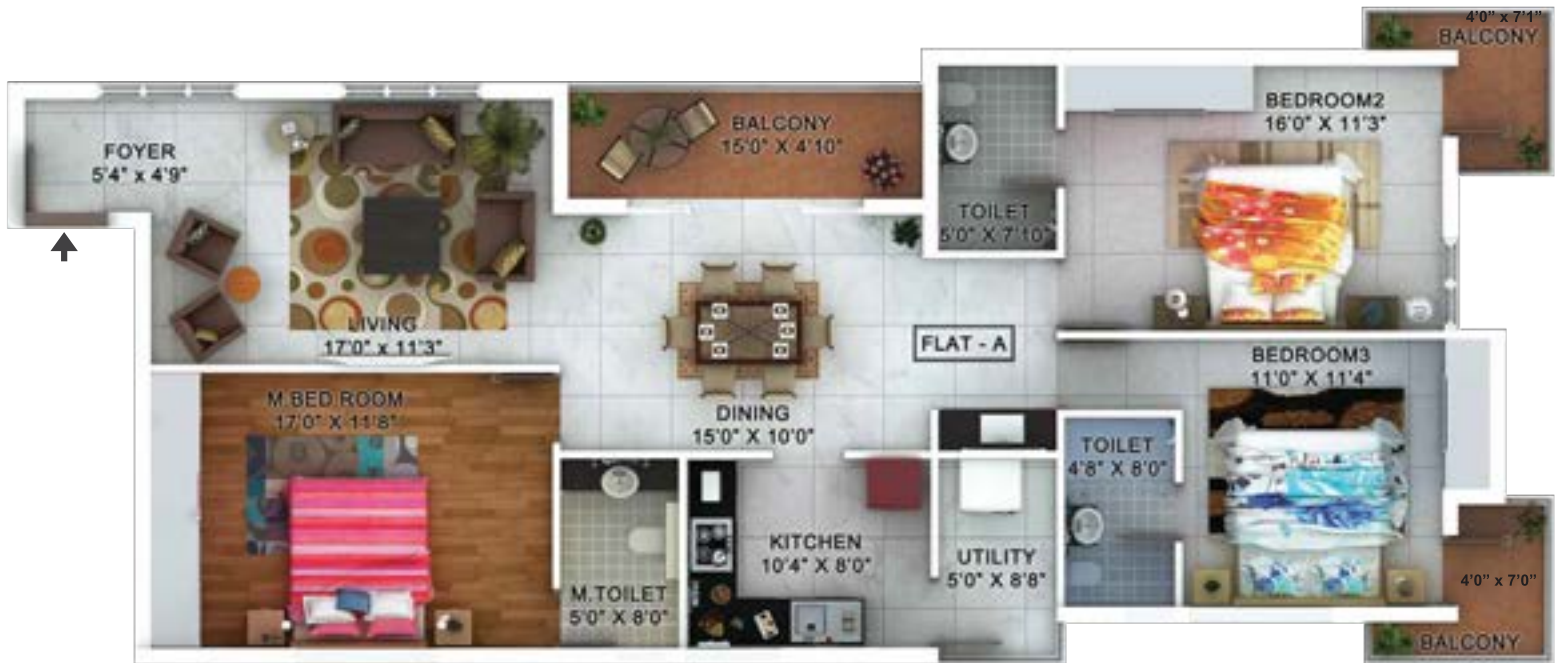 4'0" x 7'1"
BALCONY
BEDROOM2
16'0" X 11'3"
BALCONY
15'0" X 4'10"
FOYER
5'4" x 4'9"
TOILET
5'0" X 7'10"
LIVING
17'0" x 11'3"
FLAT - A
BEDROOM3
11'0" X 11'4"
M.BED ROOM
17'0" X 11'8"
DINING
15'0" X 10'0"
TOILET
4'8" X 8'0"
KITCHEN
10'4" X 8'0"
UTILITY
5'0" X 8'8"
M.TOILET
5'0" X 8'0"
4'0" x 7'0"
BALCONY